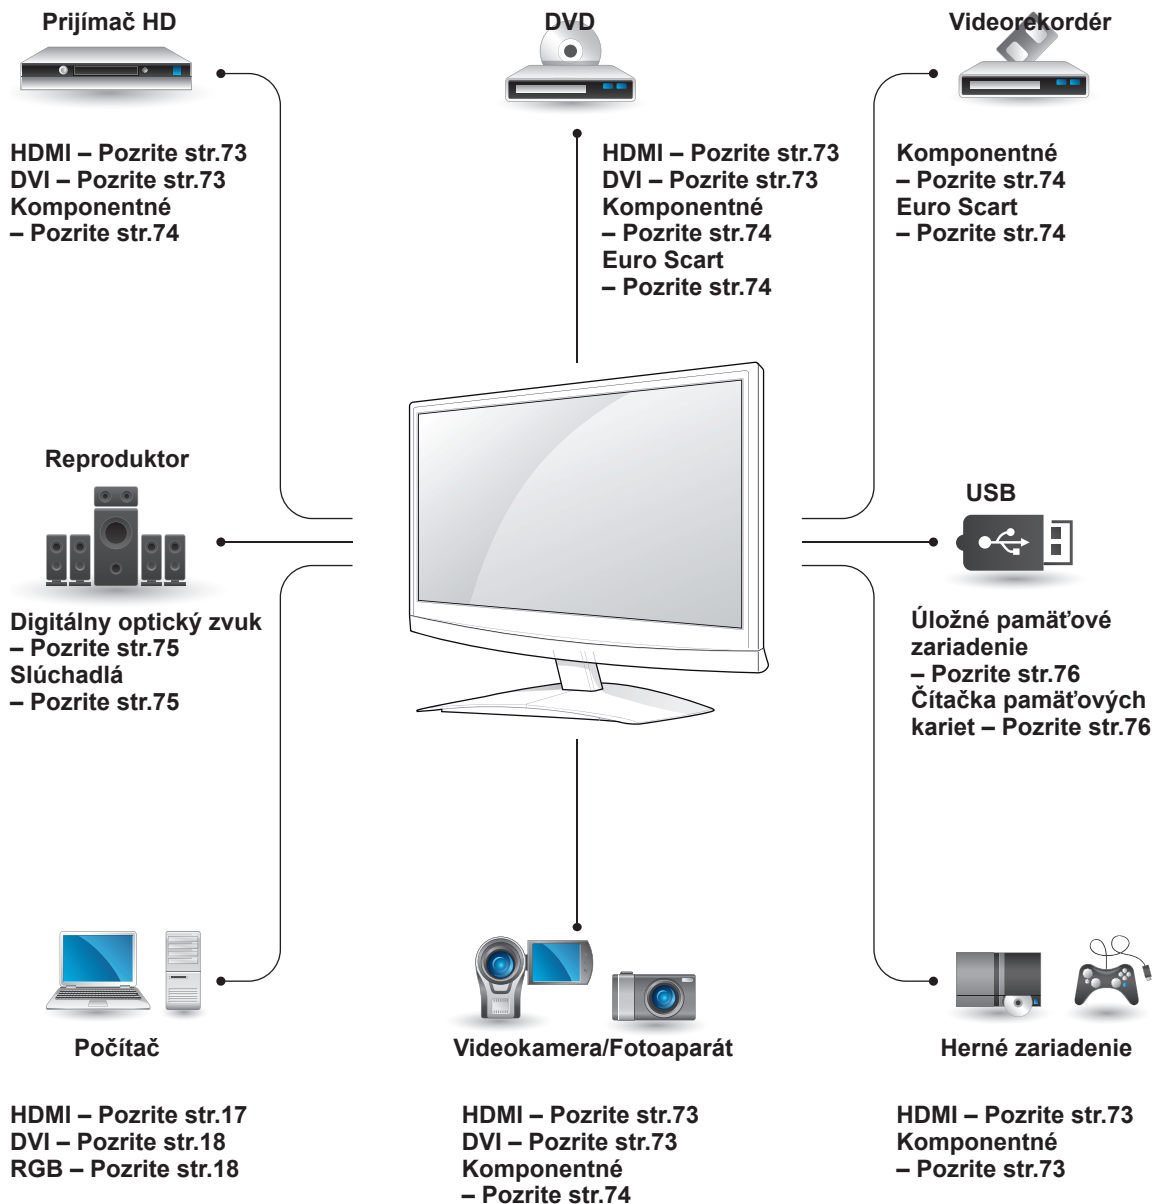 Prijímač HD
HDMI – Pozrite str.73
DVI – Pozrite str.73
Komponentné
– Pozrite str.74
DVD
HDMI – Pozrite str.73
DVI – Pozrite str.73
Komponentné
– Pozrite str.74
Euro Scart
– Pozrite str.74
Videorekordér
Komponentné
– Pozrite str.74
Euro Scart
– Pozrite str.74
Reproduktor
Digitálny optický zvuk
– Pozrite str.75
Slúchadlá
– Pozrite str.75
USB
Úložné pamäťové
zariadenie
– Pozrite str.76
Čítačka pamäťových
kariet – Pozrite str.76
Počítač
HDMI – Pozrite str.17
DVI – Pozrite str.18
RGB – Pozrite str.18
Videokamera/Fotoaparát
HDMI – Pozrite str.73
DVI – Pozrite str.73
Komponentné
– Pozrite str.74
Herné zariadenie
HDMI – Pozrite str.73
Komponentné
– Pozrite str.73